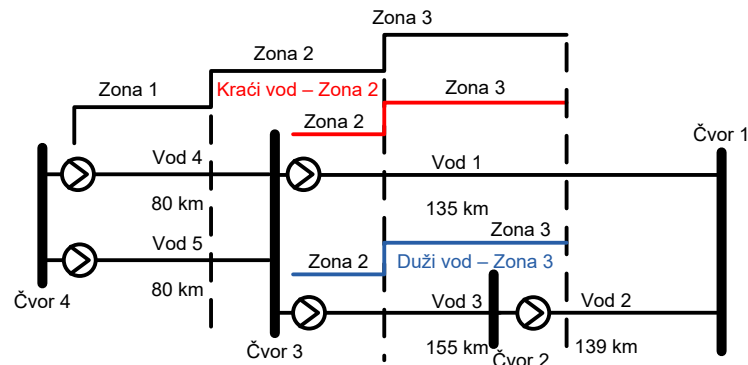 Zona 3
Zona 2
Zona 1
Kraći vod – Zona 2
Zona 3
Zona 2
Čvor 1
Vod 4
Vod 1
80 km
135 km
Vod 5
Zona 3
Zona 2
Duži vod – Zona 3
80 km
Čvor 4
Vod 3
Vod 2
Čvor 3
155 km
Čvor 2
139 km